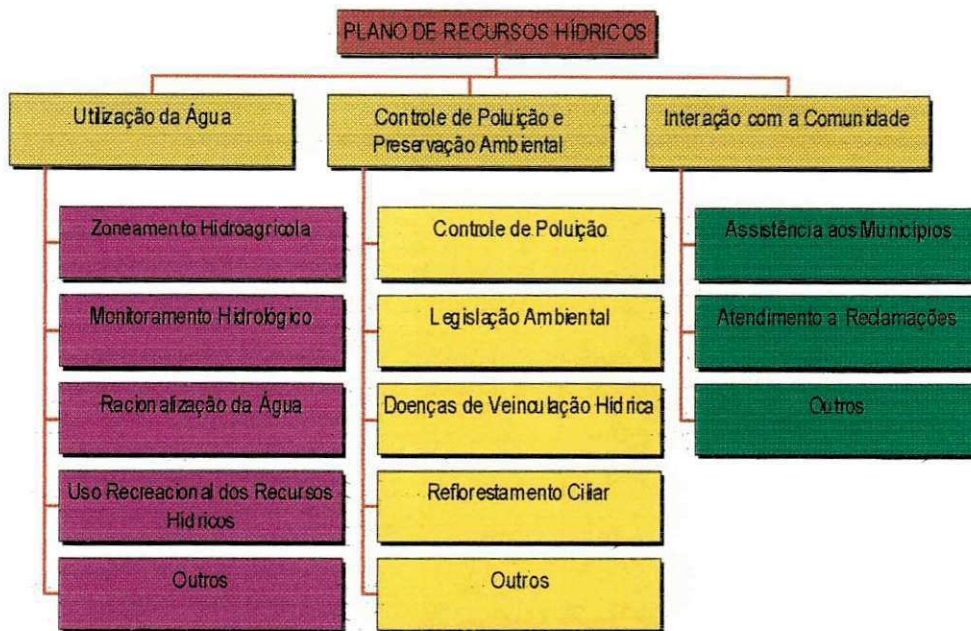 PLANO DE RECURSOS HÍDRICOS
Utilização da Água
Controle de Poluição e
Preservação Ambiental
Interação com a Comunidade
Zoneamento Hidroagrícola
Monitoramento Hidrológico
Racionalização da Água
Uso Recreacional dos Recursos
Hídricos
Outros
Controle de Poluição
Legislação Ambiental
Doenças de Veinculação Hídrica
Reflorestamento Ciliar
Outros
Assistência aos Municípios
Atendimento a Reclamações
Outros